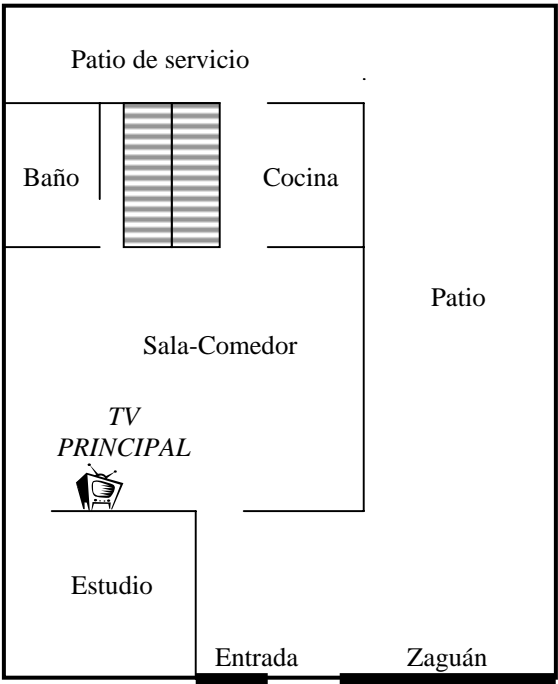 Patio de servicio
Baño
Cocina
Patio
Sala-Comedor
TV
PRINCIPAL
Estudio
Entrada
Zaguán